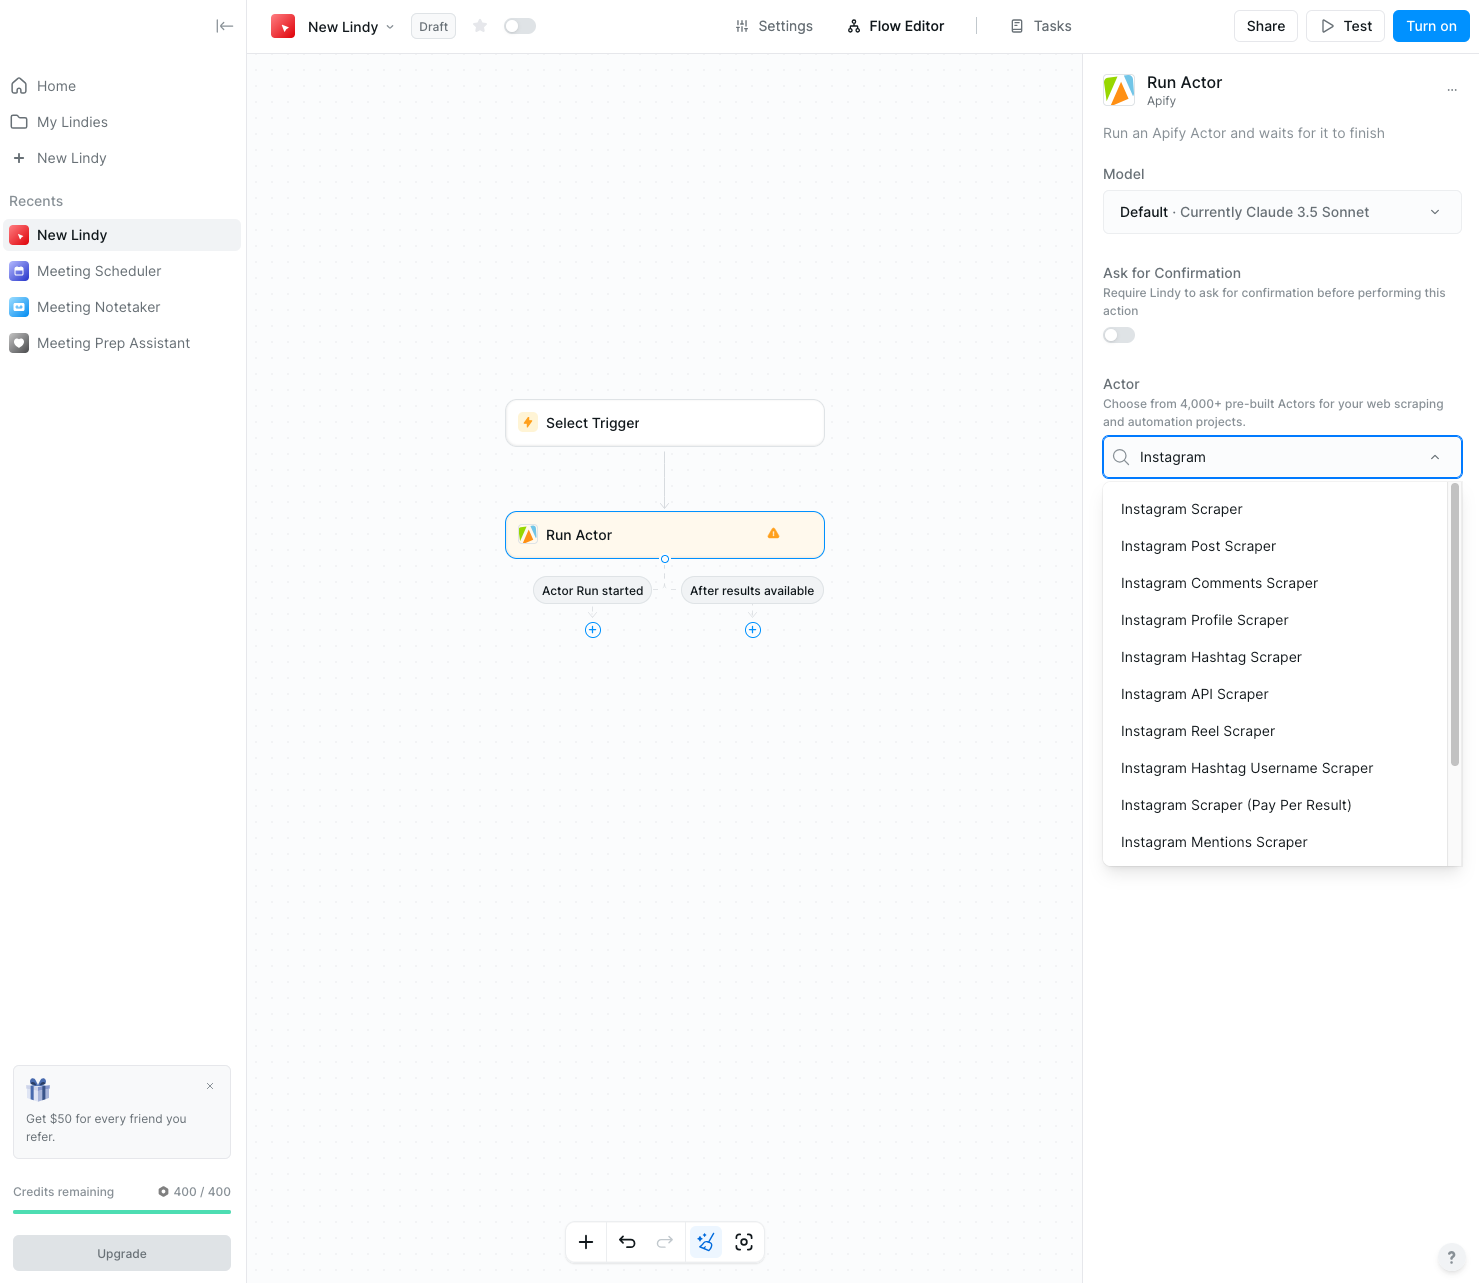 New Lindy
Draft
Settings
Flow Editor
Tasks
Share
Test
Turn on
Home
My Lindies
New Lindy
Recents
New Lindy
Meeting Scheduler
Meeting Notetaker
Meeting Prep Assistant
Get $50 for every friend you
refer.
Credits remaining
400 / 400
Upgrade
Select Trigger
Run Actor
Actor Run started
After results available
Run Actor
Apify
...
Run an Apify Actor and waits for it to finish
Model
Default · Currently Claude 3.5 Sonnet
Ask for Confirmation
Require Lindy to ask for confirmation before performing this
action
Actor
Choose from 4,000+ pre-built Actors for your web scraping
and automation projects.
Instagram
Instagram Scraper
Instagram Post Scraper
Instagram Comments Scraper
Instagram Profile Scraper
Instagram Hashtag Scraper
Instagram API Scraper
Instagram Reel Scraper
Instagram Hashtag Username Scraper
Instagram Scraper (Pay Per Result)
Instagram Mentions Scraper
?